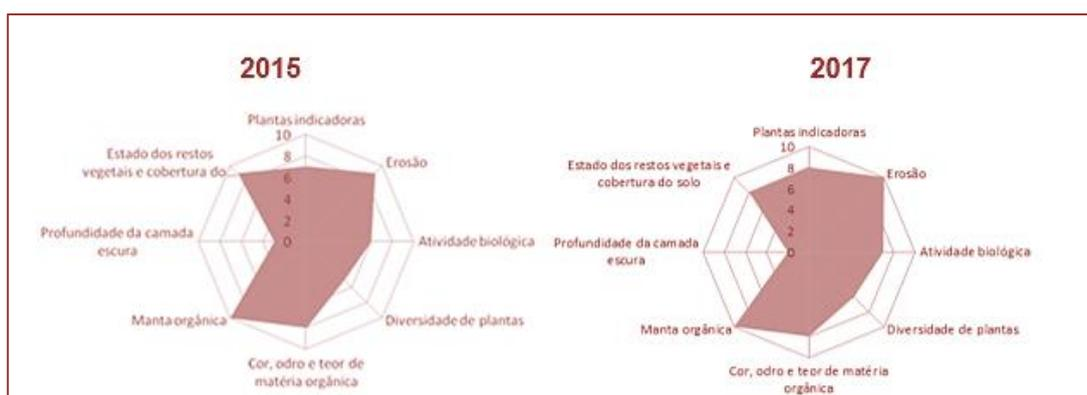 2015
Plantas indicadoras
10
8
6
4
2
0
Erosão
Estado dos restos
vegetais e cobertura do
Profundidade da camada
escura
Atividade biológica
Manta orgânica
Diversidade de plantas
Cor, odro e teor de
matéria orgânica
2017
Plantas indicadoras
10
8
6
4
2
0
Erosão
Estado dos restos vegetais e
cobertura do solo
Profundidade da camada
escura
Atividade biológica
Manta orgânica
Diversidade de plantas
Cor, odro e teor de matéria
orgânica